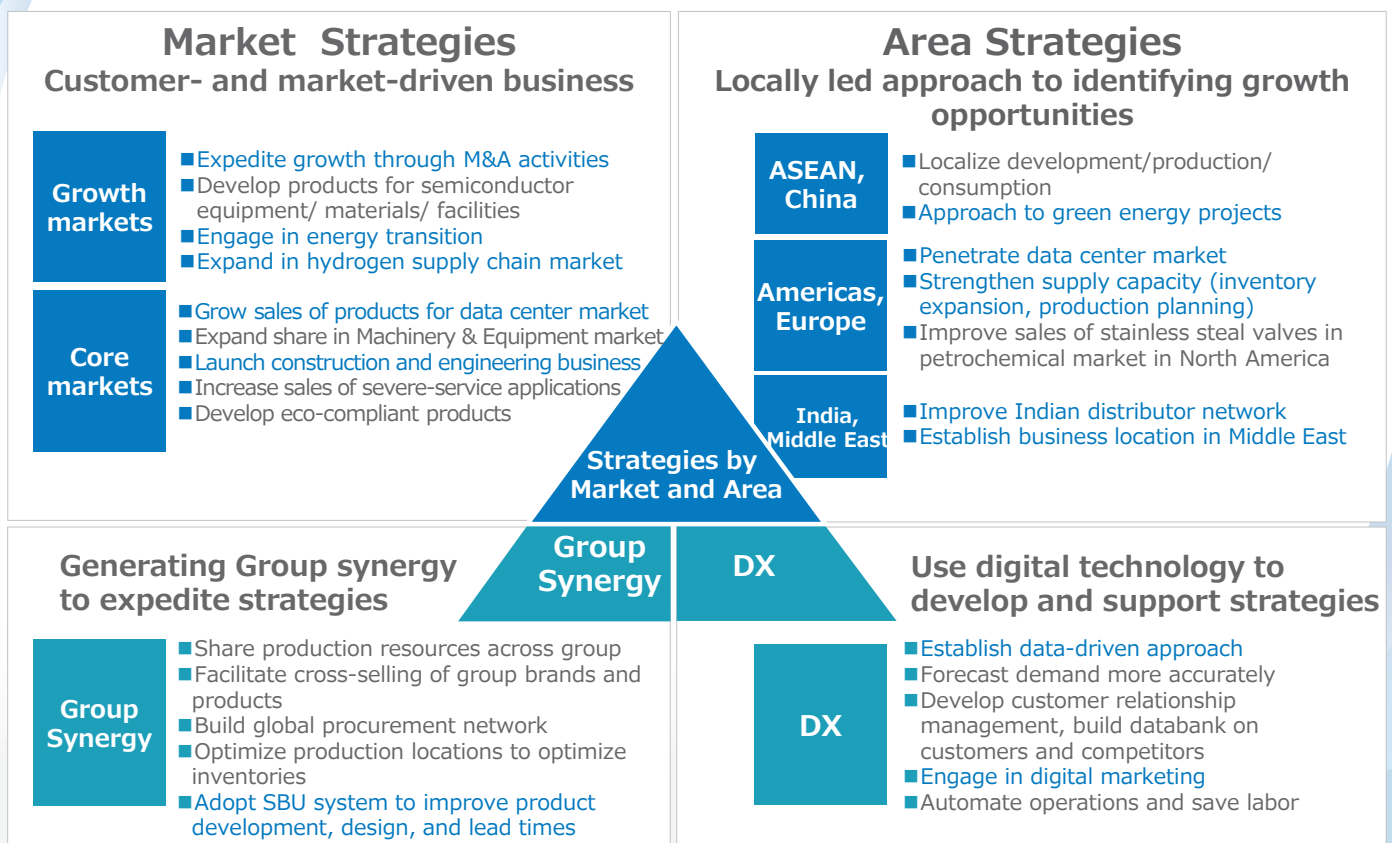 Market Strategies
Customer- and market-driven business
Growth
markets
■Expedite growth through M&A activities
■Develop products for semiconductor
equipment/ materials/ facilities
■Engage in energy transition
■Expand in hydrogen supply chain market
Core
markets
■Grow sales of products for data center market
■Expand share in Machinery & Equipment market
■Launch construction and engineering business
■Increase sales of severe-service applications
■Develop eco-compliant products
Area Strategies
Locally led approach to identifying growth
opportunities
ASEAN,
China
■Localize development/production/
consumption
■Approach to green energy projects
Americas,
Europe
■Penetrate data center market
■Strengthen supply capacity (inventory
expansion, production planning)
■Improve sales of stainless steal valves in
petrochemical market in North America
India,
Middle East
■Improve Indian distributor network
■Establish business location in Middle East
Strategies by
Market and Area
Group
Synergy
DX
Generating Group synergy
to expedite strategies
Group
Synergy
■Share production resources across group
■Facilitate cross-selling of group brands and
products
■Build global procurement network
■Optimize production locations to optimize
inventories
■Adopt SBU system to improve product
development, design, and lead times
Use digital technology to
develop and support strategies
DX
■Establish data-driven approach
■Forecast demand more accurately
■Develop customer relationship
management, build databank on
customers and competitors
■Engage in digital marketing
■Automate operations and save labor